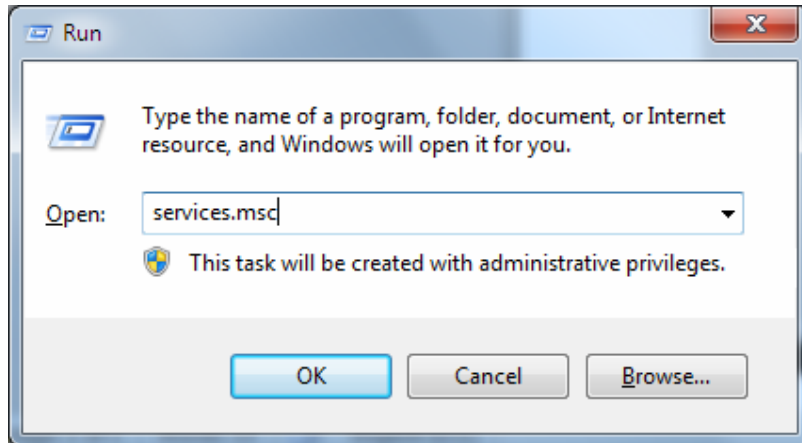 Run
Type the name of a program, folder, document, or Internet
resource, and Windows will open it for you.
Open: services.msc
This task will be created with administrative privileges.
OK Cancel Browse...